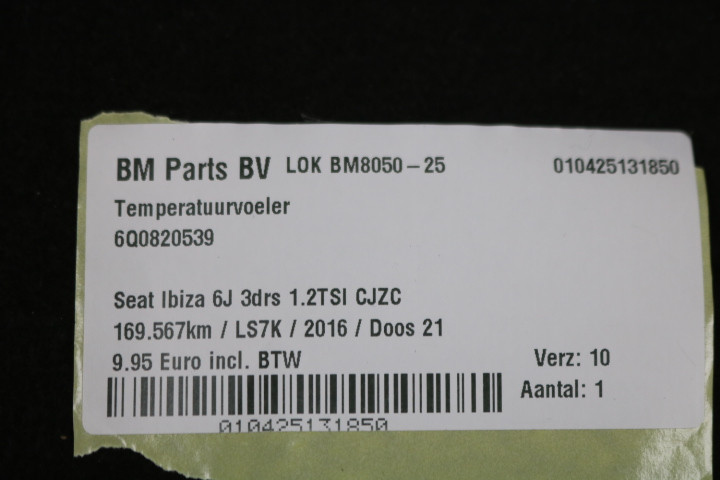 BM Parts BV LOK BM8050-25 010425131850
Temperatuurvoeler
6Q0820539
Seat Ibiza 6J 3drs 1.2TSI CJZC
169.567km / LS7K / 2016 / Doos 21
9.95 Euro incl. BTW Verz: 10
Aantal: 1
010425131850